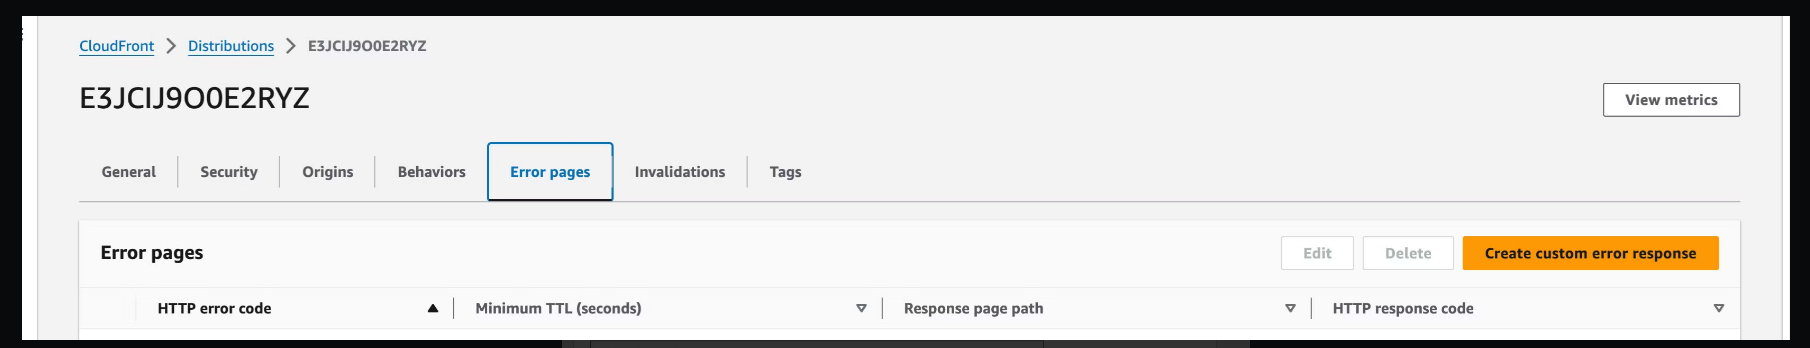 CloudFront > Distributions > E3JCIJ9O0E2RYZ
E3JCIJ9O0E2RYZ
View metrics
General Security Origins Behaviors Error pages Invalidations Tags
Error pages
Edit Delete Create custom error response
HTTP error code Minimum TTL (seconds) Response page path HTTP response code